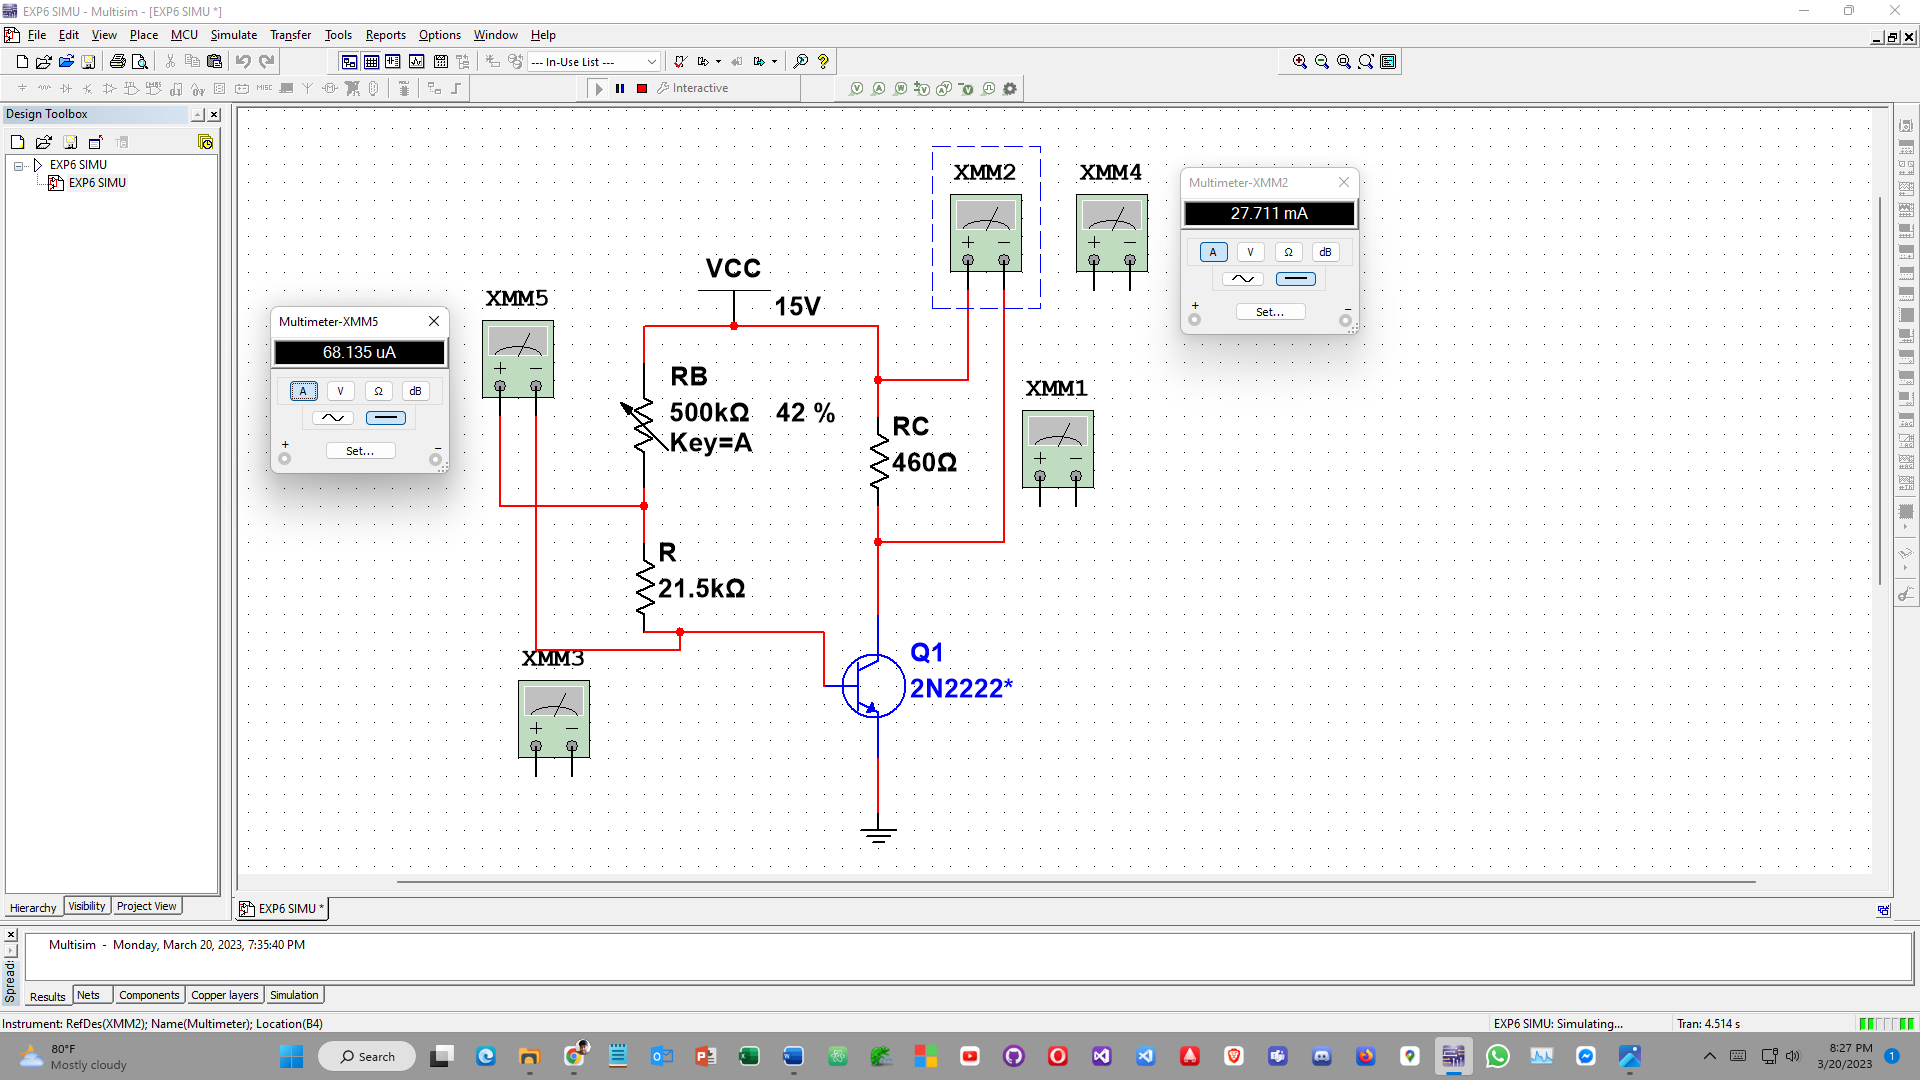 EXP6 SIMU - Multisim - [EXP6 SIMU *]
File Edit View Place MCU Simulate Transfer Tools Reports Options Window Help
--- In-Use List ---
Interactive
Design Toolbox
EXP6 SIMU
EXP6 SIMU
XMM2
XMM4
Multimeter-XMM2
27.711 mA
A V Ω dB
+ −
Set...
VCC
15V
XMM5
Multimeter-XMM5
68.135 uA
A V Ω dB
+ −
Set...
RB
500kΩ 42 %
Key=A
XMM1
RC
460Ω
R
21.5kΩ
XMM3
Q1
2N2222*
Hierarchy Visibility Project View
EXP6 SIMU *
Multisim - Monday, March 20, 2023, 7:35:40 PM
Results Nets Components Copper layers Simulation
Instrument: RefDes(XMM2); Name(Multimeter); Location(B4)
EXP6 SIMU: Simulating...
Tran: 4.514 s
80°F
Mostly cloudy
Search
8:27 PM
3/20/2023
1